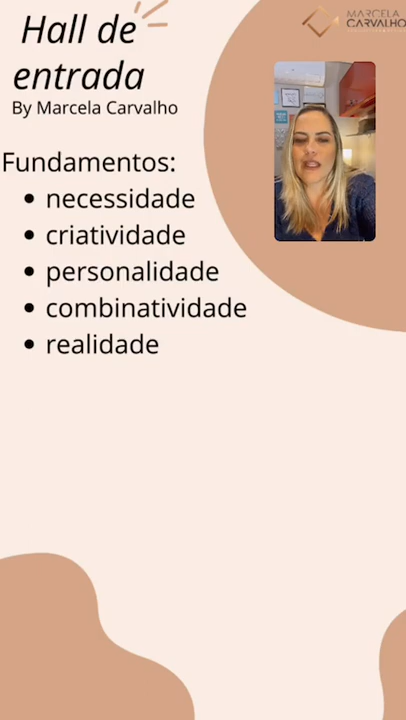 MARCELA
CARVALHO
Hall de
entrada
By Marcela Carvalho
Fundamentos:
• necessidade
• criatividade
• personalidade
• combinatividade
• realidade